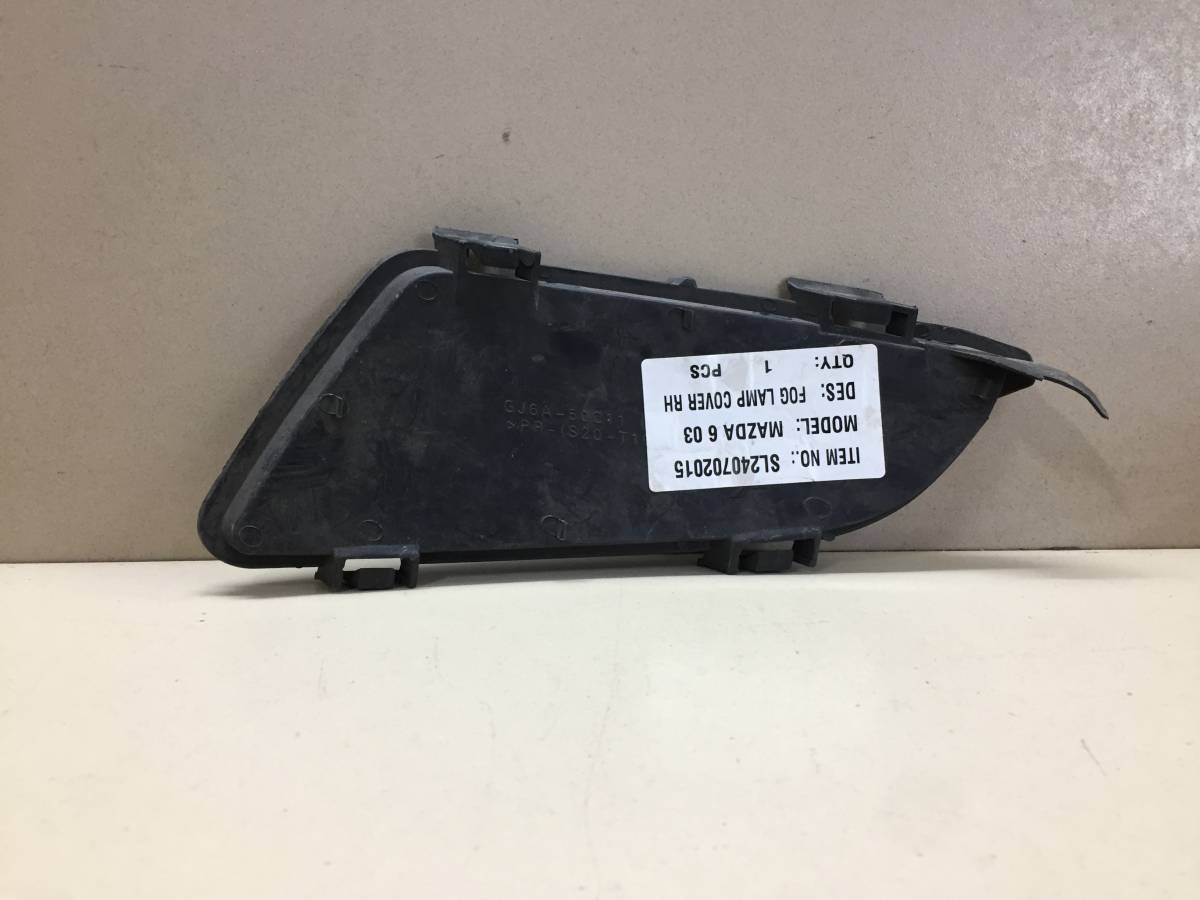 ITEM NO.: SL240702015
MODEL: MAZDA 6 03
DES: FOG LAMP COVER RH
QTY: 1 PCS